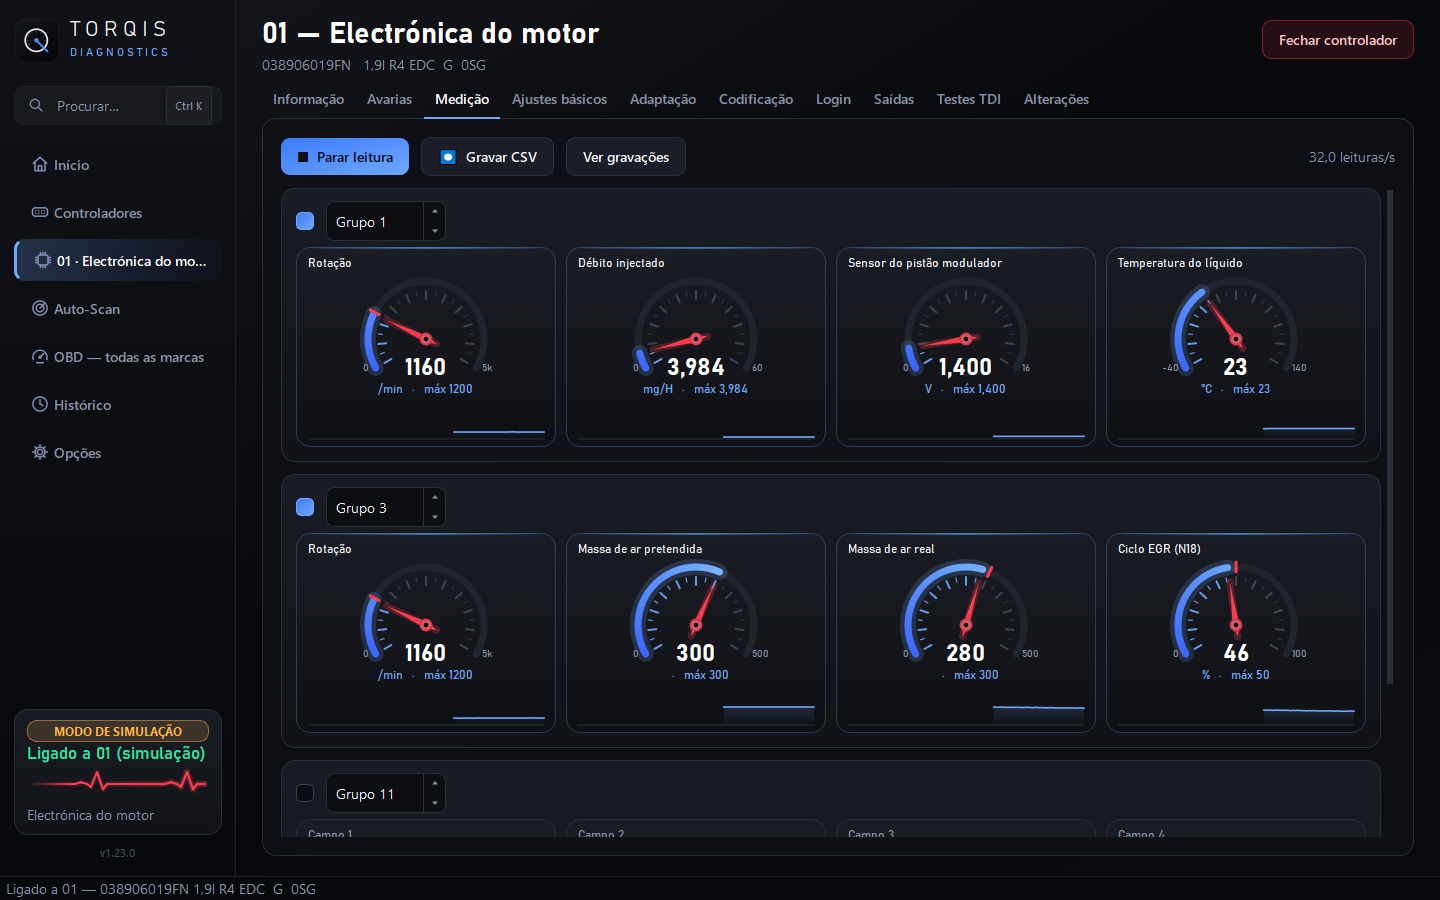 TORQIS
DIAGNOSTICS
Procurar...
Ctrl K
Início
Controladores
01 · Electrónica do mo...
Auto-Scan
OBD — todas as marcas
Histórico
Opções
MODO DE SIMULAÇÃO
Ligado a 01 (simulação)
Electrónica do motor
v1.23.0
01 — Electrónica do motor
038906019FN 1,9l R4 EDC G 0SG
Fechar controlador
Informação Avarias Medição Ajustes básicos Adaptação Codificação Login Saídas Testes TDI Alterações
Parar leitura
Gravar CSV
Ver gravações
32,0 leituras/s
Grupo 1
Rotação
0
5k
1160
/min · máx 1200
Débito injectado
0
60
3,984
mg/H · máx 3,984
Sensor do pistão modulador
0
16
1,400
V · máx 1,400
Temperatura do líquido
-40
140
23
°C · máx 23
Grupo 3
Rotação
0
5k
1160
/min · máx 1200
Massa de ar pretendida
0
500
300
· máx 300
Massa de ar real
0
500
280
· máx 300
Ciclo EGR (N18)
0
100
46
% · máx 50
Grupo 11
Campo 1
Campo 2
Campo 3
Campo 4
Ligado a 01 — 038906019FN 1,9l R4 EDC G 0SG